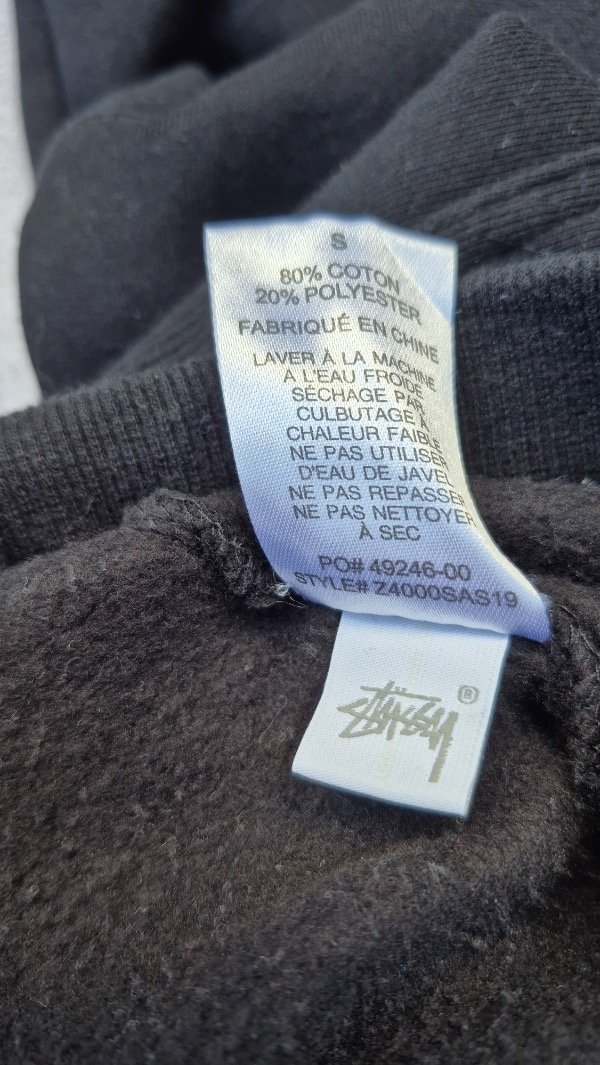 S
80% COTON
20% POLYESTER
FABRIQUÉ EN CHINE
LAVER À LA MACHINE
À L'EAU FROIDE
SÉCHAGE PAR
CULBUTAGE À
CHALEUR FAIBLE
NE PAS UTILISER
D'EAU DE JAVEL
NE PAS REPASSER
NE PAS NETTOYER
À SEC
PO# 49246-00
STYLE# Z4000SAS19
STÜSSY ®